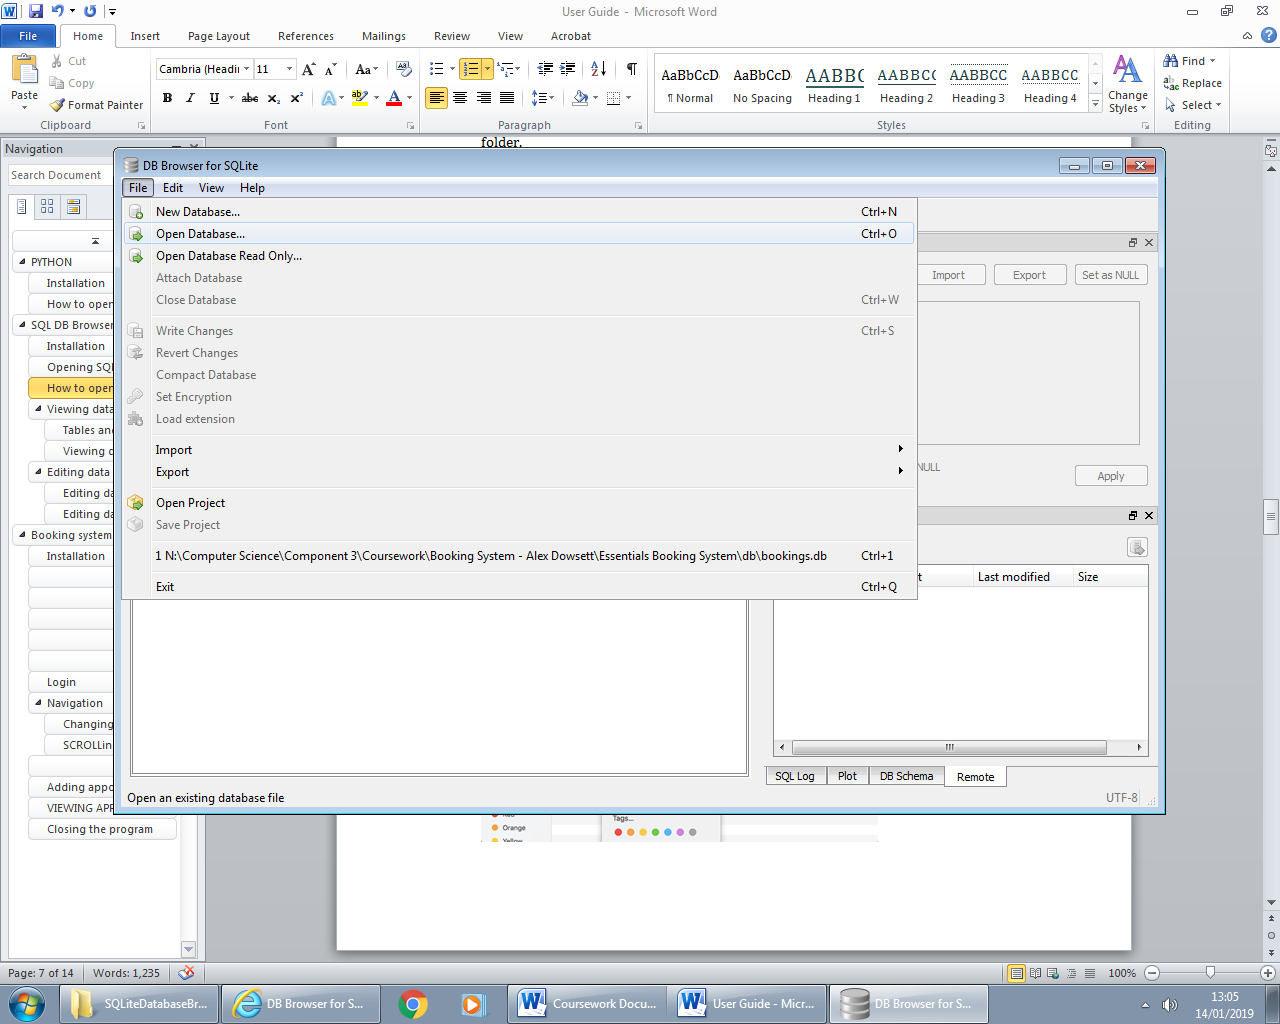 User Guide - Microsoft Word
File Home Insert Page Layout References Mailings Review View Acrobat
Paste
Cut
Copy
Format Painter
Clipboard
Cambria (Headi 11
Font
Paragraph
AaBbCcD AaBbCcD AABBC AABBCC AABBCC AABBCC
¶ Normal No Spacing Heading 1 Heading 2 Heading 3 Heading 4
Change Styles
Styles
Find
Replace
Select
Editing
folder.
Navigation
Search Document
PYTHON
Installation
How to open
SQL DB Browser
Installation
Opening SQL
How to open
Viewing data
Tables and
Viewing
Editing data
Editing da
Editing da
Booking system
Installation
Login
Navigation
Changing
SCROLLin
Adding appo
VIEWING APP
Closing the program
DB Browser for SQLite
File Edit View Help
New Database... Ctrl+N
Open Database... Ctrl+O
Open Database Read Only...
Attach Database
Close Database Ctrl+W
Write Changes Ctrl+S
Revert Changes
Compact Database
Set Encryption
Load extension
Import
Export
Open Project
Save Project
1 N:\Computer Science\Component 3\Coursework\Booking System - Alex Dowsett\Essentials Booking System\db\bookings.db Ctrl+1
Exit Ctrl+Q
Import Export Set as NULL
NULL
Apply
Last modified Size
SQL Log Plot DB Schema Remote
Open an existing database file
UTF-8
Tags...
Orange
Page: 7 of 14 Words: 1,235
100%
SQLiteDatabaseBr...
DB Browser for S...
Coursework Docu...
User Guide - Micr...
DB Browser for S...
13:05
14/01/2019